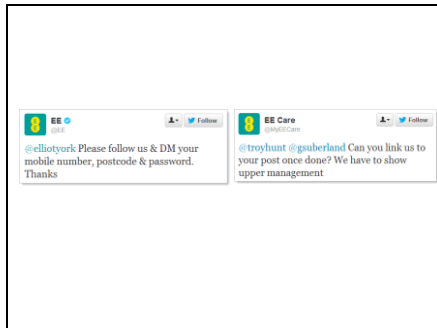 EE
@EE
Follow
@elliotyork Please follow us & DM your
mobile number, postcode & password.
Thanks
EE Care
@MyEECare
Follow
@troyhunt @gsuberland Can you link us to
your post once done? We have to show
upper management